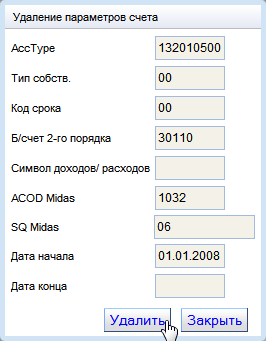 Удаление параметров счета
AccType 132010500
Тип собств. 00
Код срока 00
Б/счет 2-го порядка 30110
Символ доходов/ расходов
ACOD Midas 1032
SQ Midas 06
Дата начала 01.01.2008
Дата конца
Удалить Закрыть